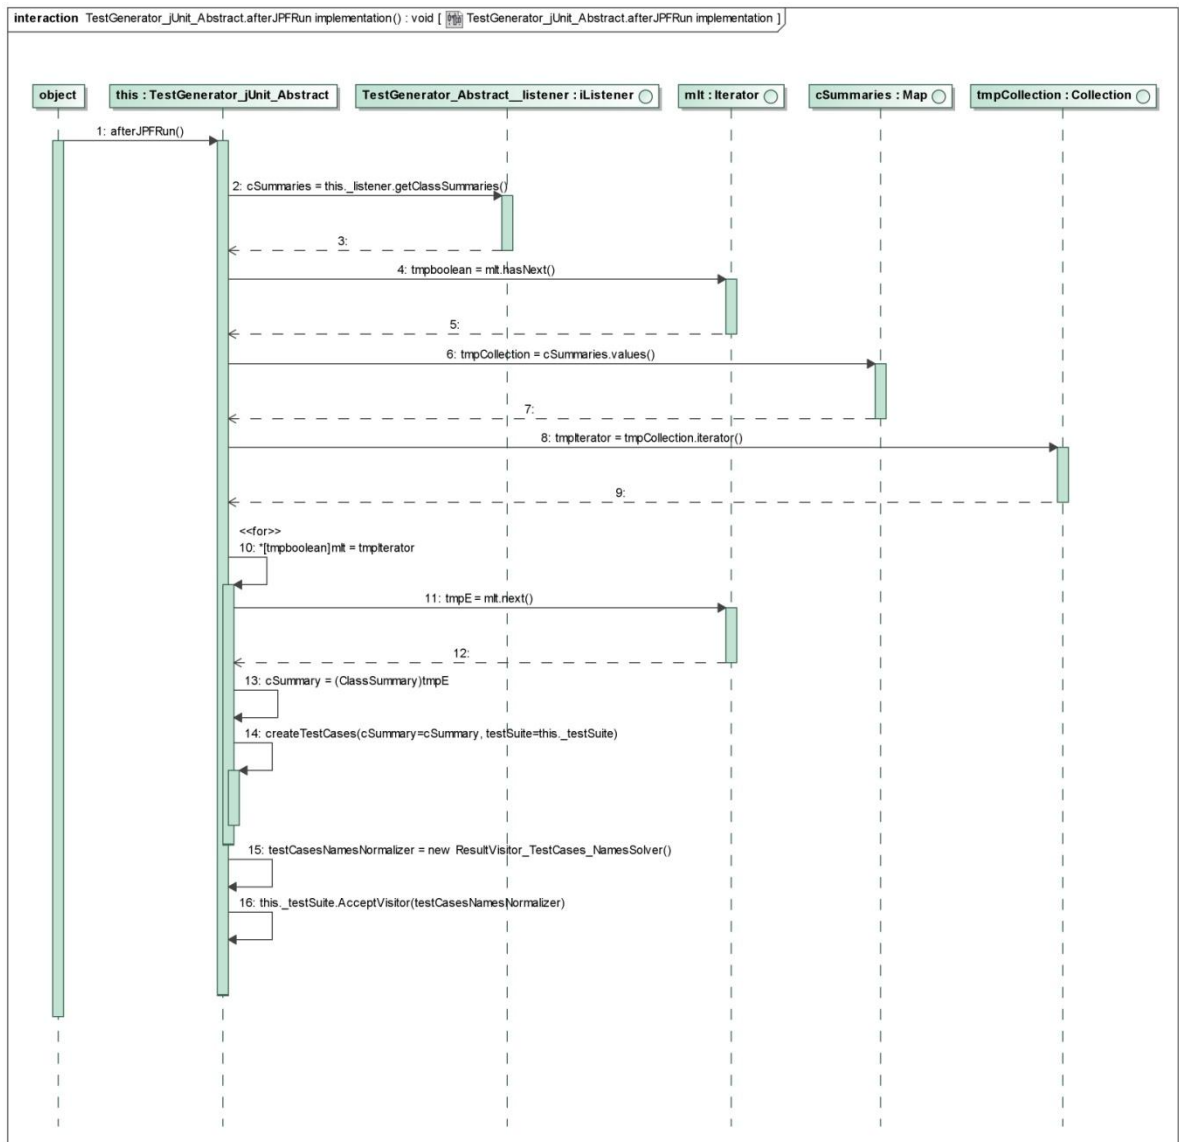 interaction TestGenerator_jUnit_Abstract.afterJPFRun implementation() : void [ TestGenerator_jUnit_Abstract.afterJPFRun implementation ]
object
this : TestGenerator_jUnit_Abstract
TestGenerator_Abstract__listener : iListener
mIt : Iterator
cSummaries : Map
tmpCollection : Collection
1: afterJPFRun()
2: cSummaries = this._listener.getClassSummaries()
3:
4: tmpboolean = mIt.hasNext()
5:
6: tmpCollection = cSummaries.values()
7:
8: tmpIterator = tmpCollection.iterator()
9:
<<for>>
10: *[tmpboolean]mIt = tmpIterator
11: tmpE = mIt.next()
12:
13: cSummary = (ClassSummary)tmpE
14: createTestCases(cSummary=cSummary, testSuite=this._testSuite)
15: testCasesNamesNormalizer = new ResultVisitor_TestCases_NamesSolver()
16: this._testSuite.AcceptVisitor(testCasesNamesNormalizer)